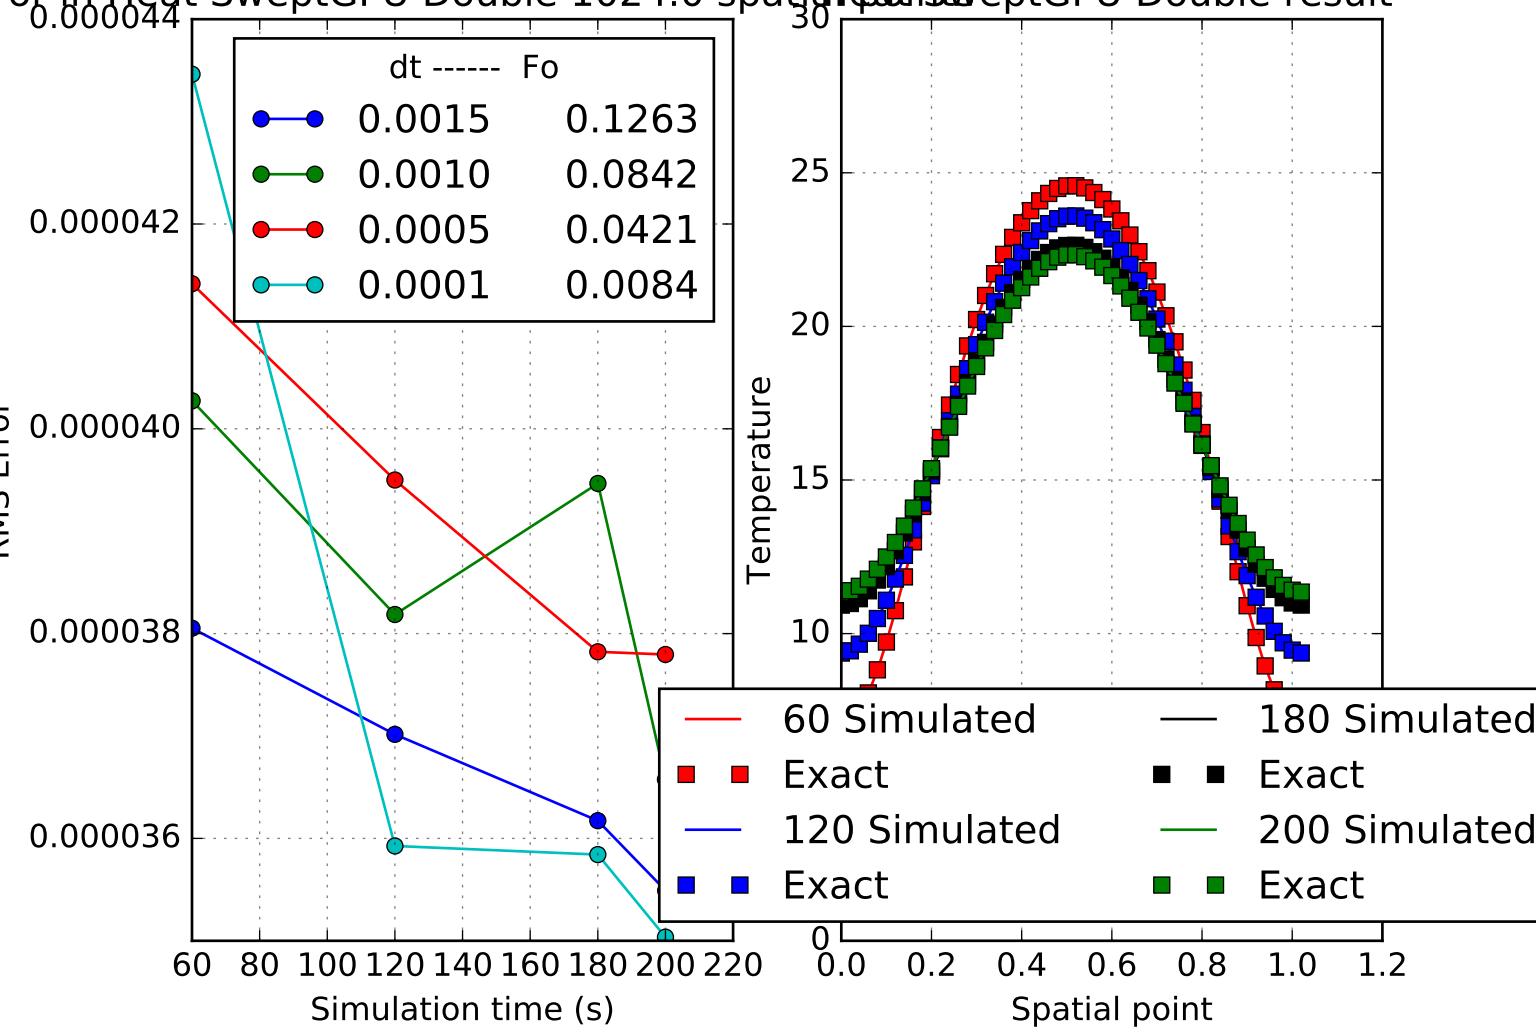 0.000044
0.000042
0.000040
0.000038
0.000036
dt ------ Fo
0.0015 0.1263
0.0010 0.0842
0.0005 0.0421
0.0001 0.0084
60 80 100 120 140 160 180 200 220
Simulation time (s)
Temperature
30
25
20
15
10
0
60 Simulated
Exact
120 Simulated
Exact
180 Simulated
Exact
200 Simulated
Exact
0.0 0.2 0.4 0.6 0.8 1.0 1.2
Spatial point